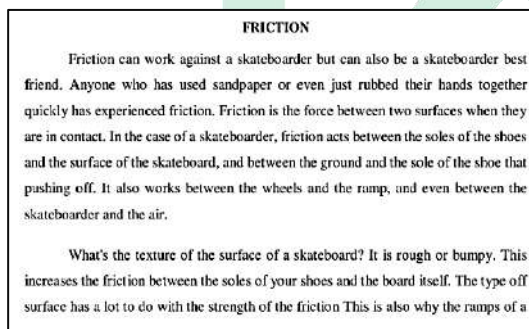 FRICTION
Friction can work against a skateboarder but can also be a skateboarder best
friend. Anyone who has used sandpaper or even just rubbed their hands together
quickly has experienced friction. Friction is the force between two surfaces when they
are in contact. In the case of a skateboarder, friction acts between the soles of the shoes
and the surface of the skateboard, and between the ground and the sole of the shoe that
pushing off. It also works between the wheels and the ramp, and even between the
skateboarder and the air.
What's the texture of the surface of a skateboard? It is rough or bumpy. This
increases the friction between the soles of your shoes and the board itself. The type off
surface has a lot to do with the strength of the friction This is also why the ramps of a